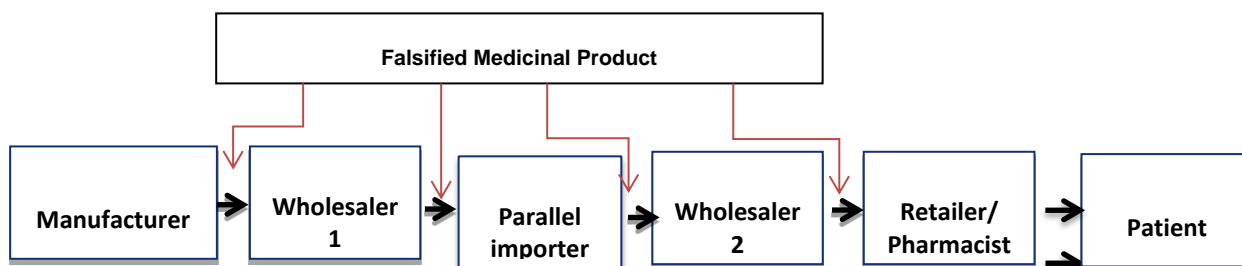 Falsified Medicinal Product
Manufacturer
Wholesaler
1
Parallel
importer
Wholesaler
2
Retailer/
Pharmacist
Patient